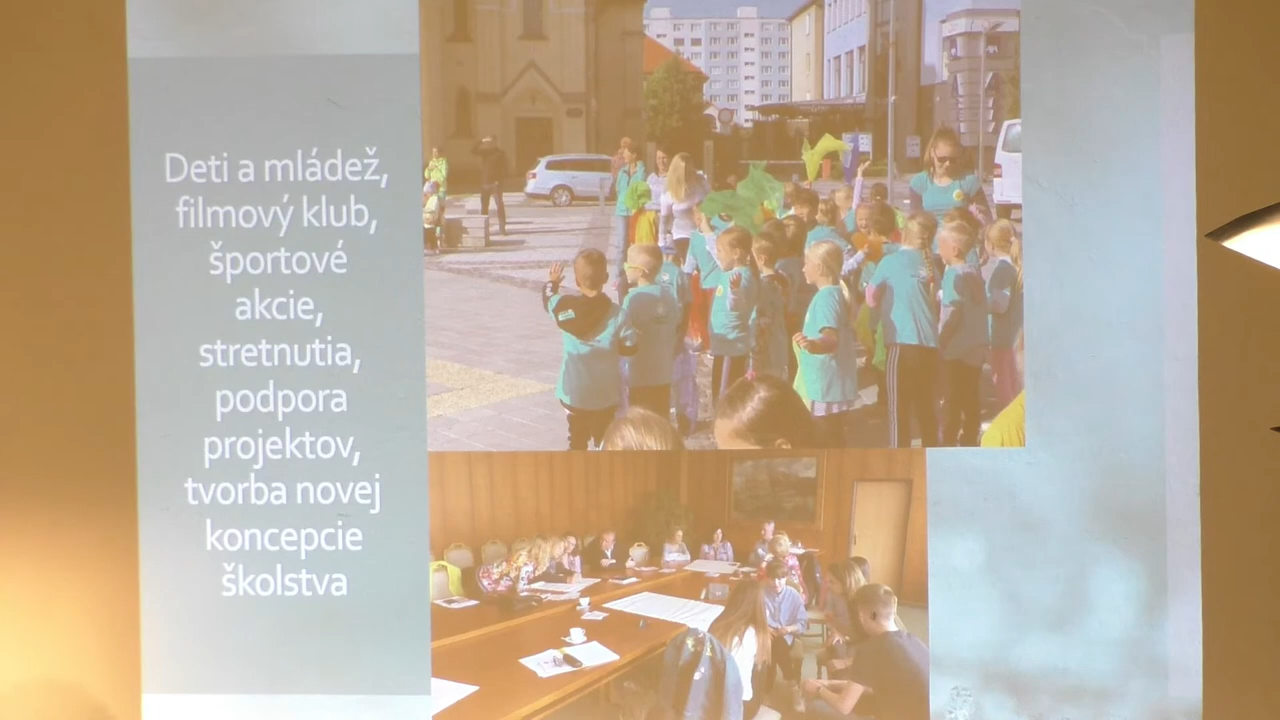 Deti a mládež,
filmový klub,
športové
akcie,
stretnutia,
podpora
projektov,
tvorba novej
koncepcie
školstva